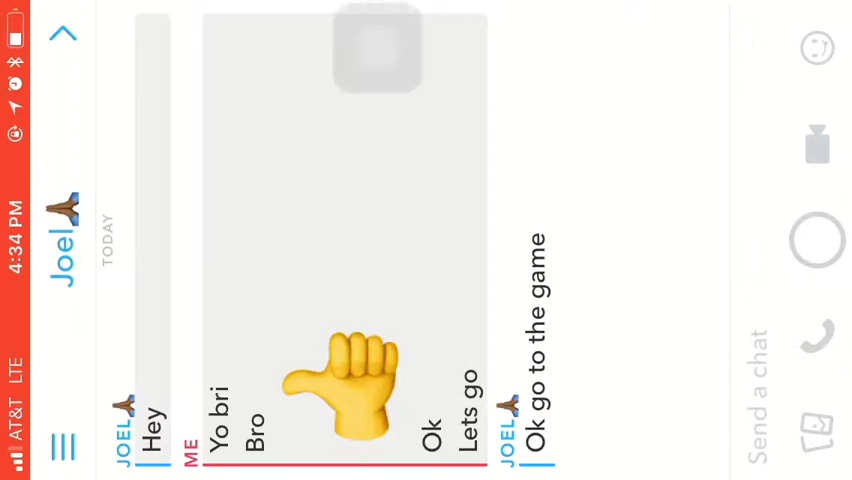 AT&T LTE 4:34 PM
Joel🙏🏾
TODAY
JOEL🙏🏾
Hey
ME
Yo bri
Bro
👍
Ok
Lets go
JOEL🙏🏾
Ok go to the game
Send a chat